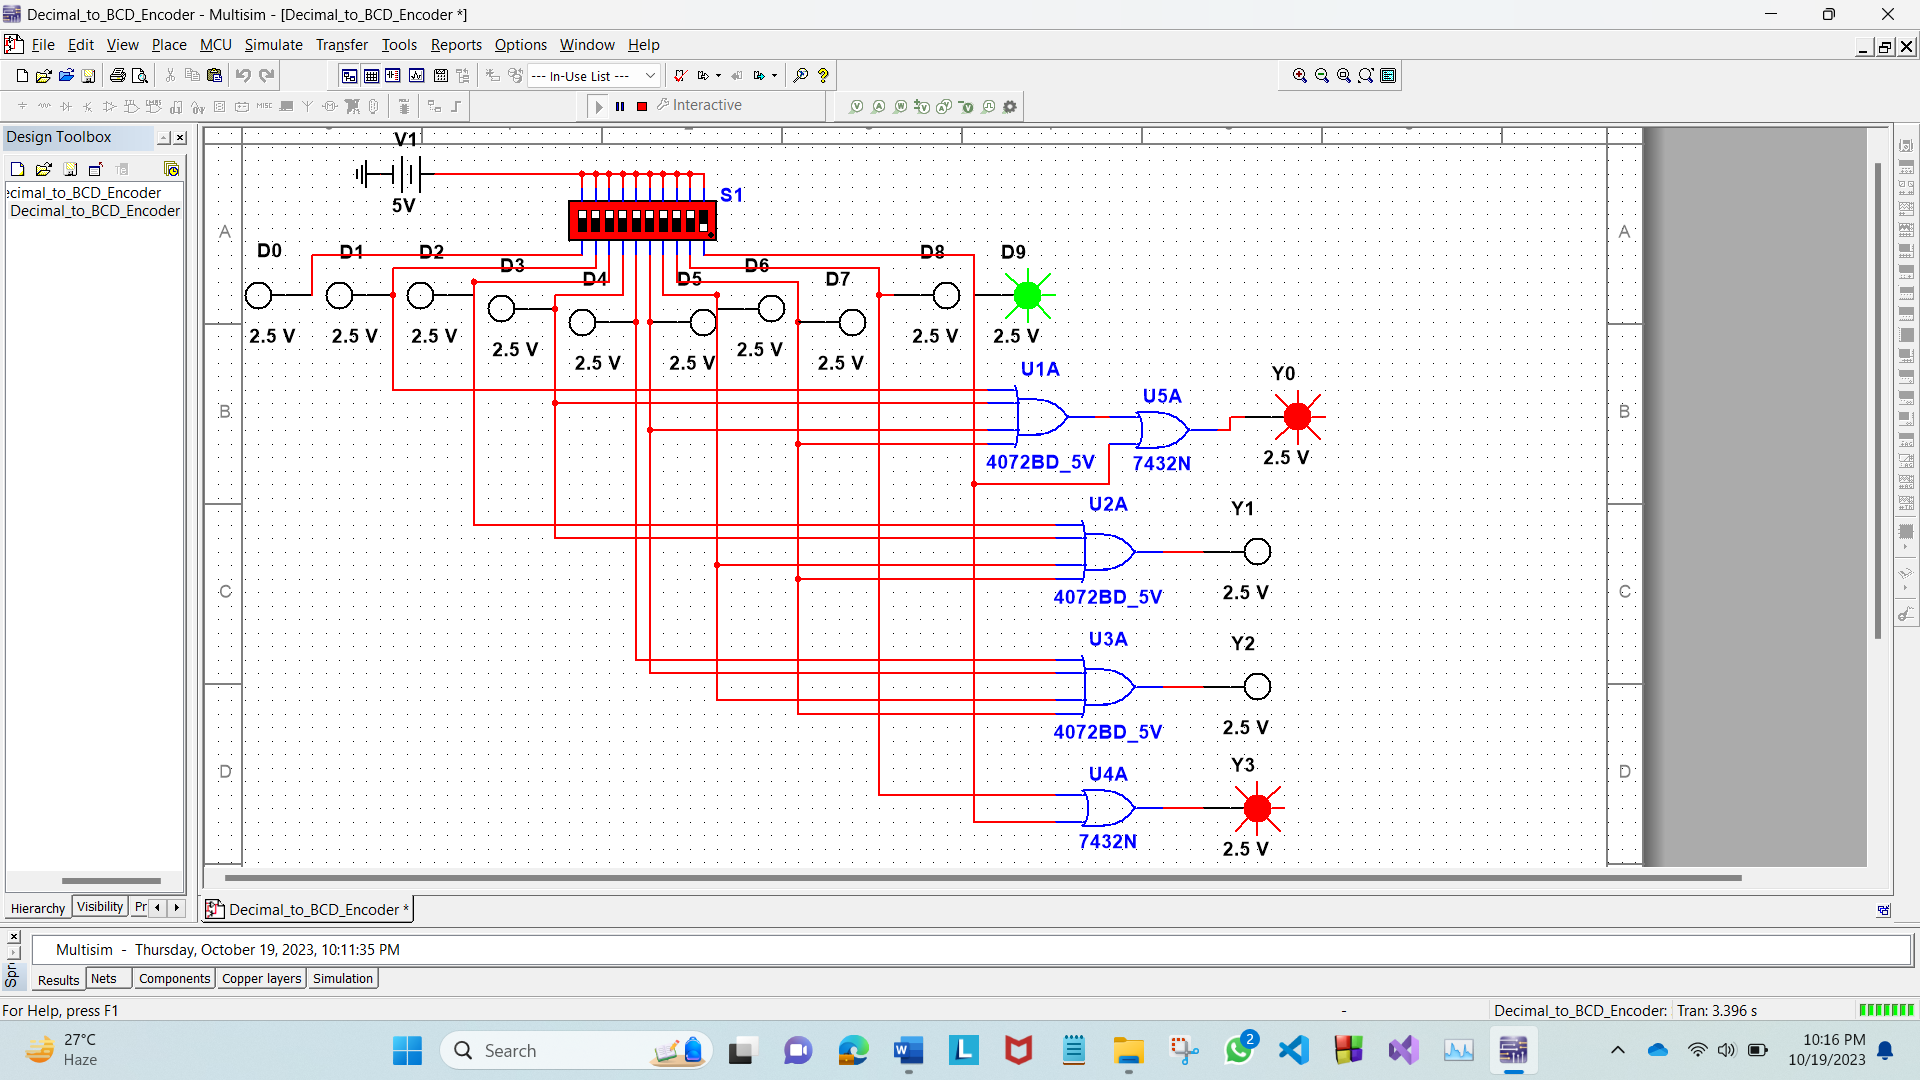 Decimal_to_BCD_Encoder - Multisim - [Decimal_to_BCD_Encoder *]
File Edit View Place MCU Simulate Transfer Tools Reports Options Window Help
--- In-Use List ---
Interactive
Design Toolbox
ecimal_to_BCD_Encoder
Decimal_to_BCD_Encoder
V1
5V
S1
A
A
D0 D1 D2 D3 D4 D5 D6 D7 D8 D9
2.5 V 2.5 V 2.5 V 2.5 V 2.5 V 2.5 V 2.5 V 2.5 V 2.5 V 2.5 V
U1A
U5A
Y0
B
B
4072BD_5V
7432N
2.5 V
U2A
Y1
C
C
4072BD_5V
2.5 V
U3A
Y2
4072BD_5V
2.5 V
U4A
Y3
D
D
7432N
2.5 V
Hierarchy Visibility Pr
Decimal_to_BCD_Encoder *
Multisim - Thursday, October 19, 2023, 10:11:35 PM
Spr
Results Nets Components Copper layers Simulation
For Help, press F1
-
Decimal_to_BCD_Encoder: Tran: 3.396 s
27°C
Haze
Search
2
10:16 PM
10/19/2023